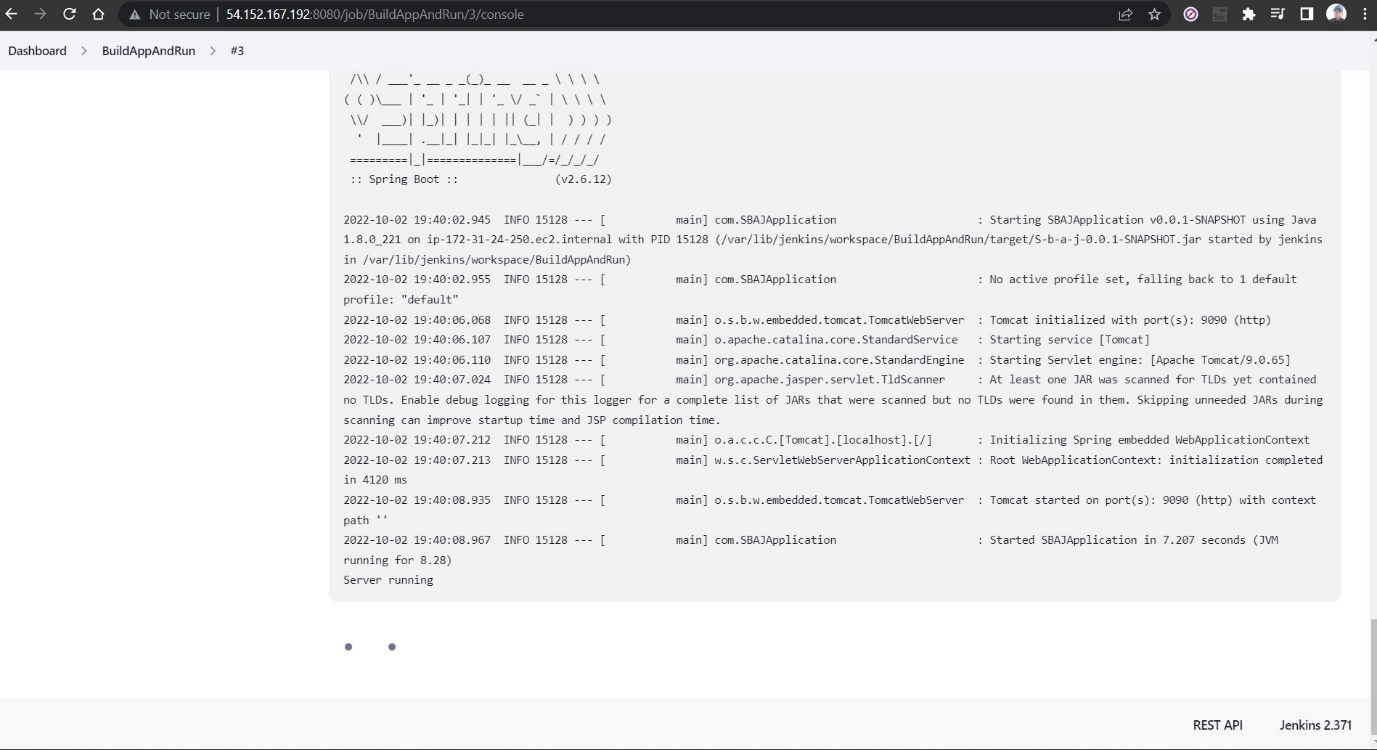 Not secure | 54.152.167.192:8080/job/BuildAppAndRun/3/console
Dashboard > BuildAppAndRun > #3
 /\\ / ___'_ __ _ _(_)_ __  __ _ \ \ \ \
( ( )\___ | '_ | '_| | '_ \/ _` | \ \ \ \
 \\/  ___)| |_)| | | | | || (_| |  ) ) ) )
  '  |____| .__|_| |_|_| |_\__, | / / / /
 =========|_|==============|___/=/_/_/_/
:: Spring Boot :: (v2.6.12)
2022-10-02 19:40:02.945 INFO 15128 --- [ main] com.SBAJApplication : Starting SBAJApplication v0.0.1-SNAPSHOT using Java
1.8.0_221 on ip-172-31-24-250.ec2.internal with PID 15128 (/var/lib/jenkins/workspace/BuildAppAndRun/target/S-b-a-j-0.0.1-SNAPSHOT.jar started by jenkins
in /var/lib/jenkins/workspace/BuildAppAndRun)
2022-10-02 19:40:02.955 INFO 15128 --- [ main] com.SBAJApplication : No active profile set, falling back to 1 default
profile: "default"
2022-10-02 19:40:06.068 INFO 15128 --- [ main] o.s.b.w.embedded.tomcat.TomcatWebServer : Tomcat initialized with port(s): 9090 (http)
2022-10-02 19:40:06.107 INFO 15128 --- [ main] o.apache.catalina.core.StandardService : Starting service [Tomcat]
2022-10-02 19:40:06.110 INFO 15128 --- [ main] org.apache.catalina.core.StandardEngine : Starting Servlet engine: [Apache Tomcat/9.0.65]
2022-10-02 19:40:07.024 INFO 15128 --- [ main] org.apache.jasper.servlet.TldScanner : At least one JAR was scanned for TLDs yet contained
no TLDs. Enable debug logging for this logger for a complete list of JARs that were scanned but no TLDs were found in them. Skipping unneeded JARs during
scanning can improve startup time and JSP compilation time.
2022-10-02 19:40:07.212 INFO 15128 --- [ main] o.a.c.c.C.[Tomcat].[localhost].[/] : Initializing Spring embedded WebApplicationContext
2022-10-02 19:40:07.213 INFO 15128 --- [ main] w.s.c.ServletWebServerApplicationContext : Root WebApplicationContext: initialization completed
in 4120 ms
2022-10-02 19:40:08.935 INFO 15128 --- [ main] o.s.b.w.embedded.tomcat.TomcatWebServer : Tomcat started on port(s): 9090 (http) with context
path ''
2022-10-02 19:40:08.967 INFO 15128 --- [ main] com.SBAJApplication : Started SBAJApplication in 7.207 seconds (JVM
running for 8.28)
Server running
REST API Jenkins 2.371